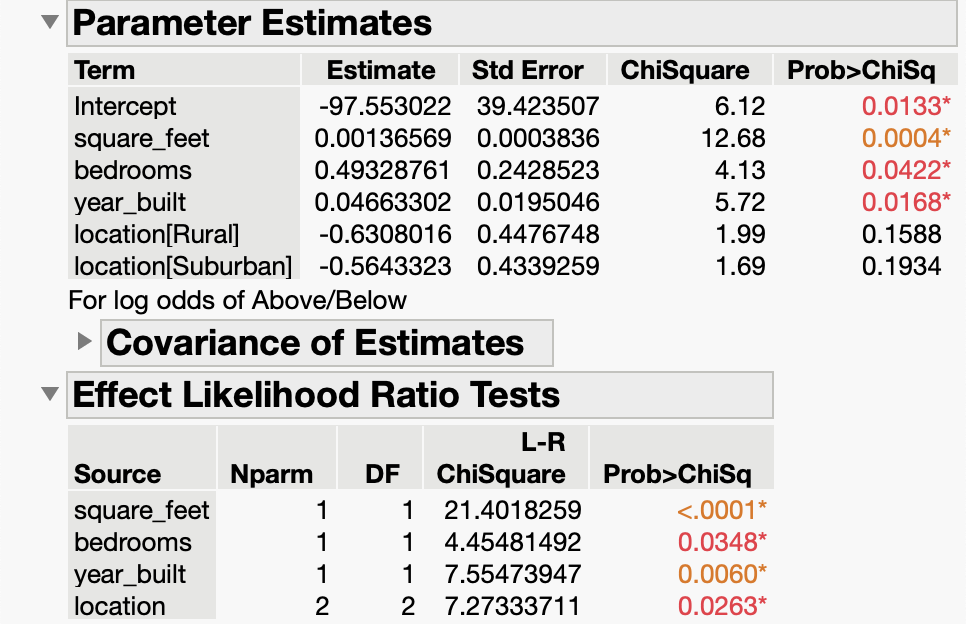 Parameter Estimates
Term Estimate Std Error ChiSquare Prob>ChiSq
Intercept -97.553022 39.423507 6.12 0.0133*
square_feet 0.00136569 0.0003836 12.68 0.0004*
bedrooms 0.49328761 0.2428523 4.13 0.0422*
year_built 0.04663302 0.0195046 5.72 0.0168*
location[Rural] -0.6308016 0.4476748 1.99 0.1588
location[Suburban] -0.5643323 0.4339259 1.69 0.1934
For log odds of Above/Below
Covariance of Estimates
Effect Likelihood Ratio Tests
L-R
Source Nparm DF ChiSquare Prob>ChiSq
square_feet 1 1 21.4018259 <.0001*
bedrooms 1 1 4.45481492 0.0348*
year_built 1 1 7.55473947 0.0060*
location 2 2 7.27333711 0.0263*